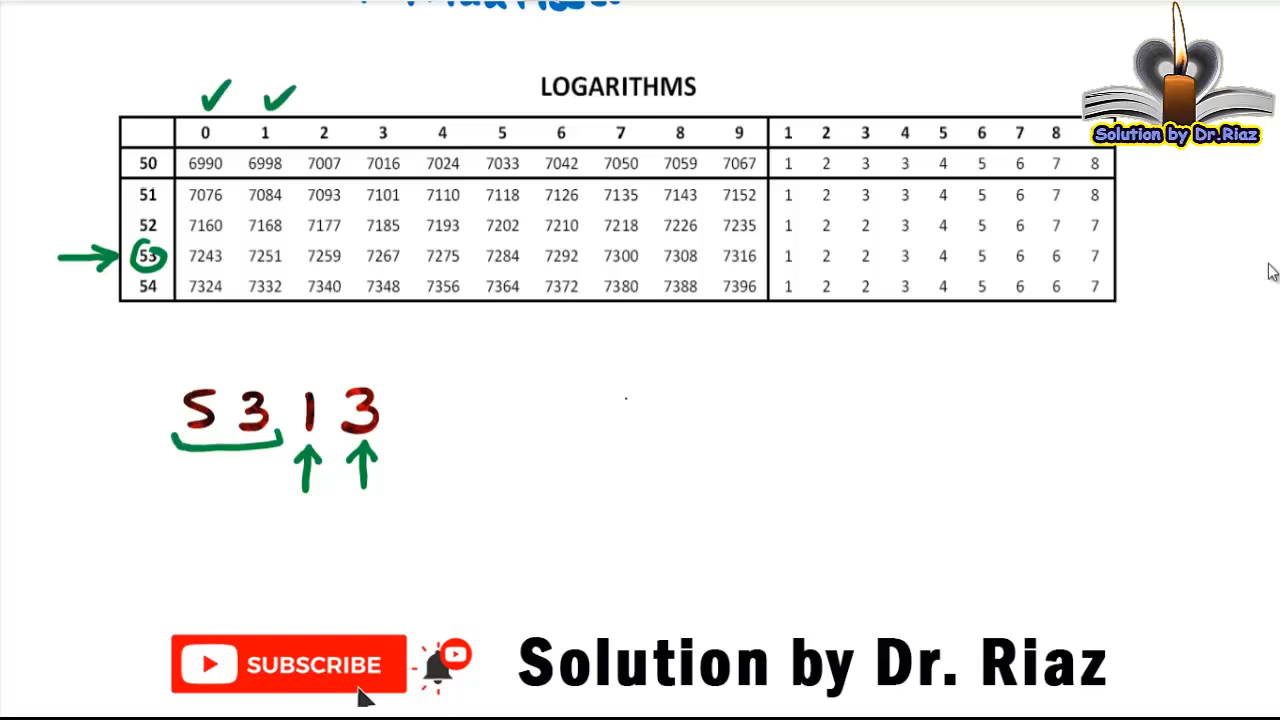 LOGARITHMS
Solution by Dr.Riaz
0 1 2 3 4 5 6 7 8 9 1 2 3 4 5 6 7 8
50 6990 6998 7007 7016 7024 7033 7042 7050 7059 7067 1 2 3 3 4 5 6 7 8
51 7076 7084 7093 7101 7110 7118 7126 7135 7143 7152 1 2 3 3 4 5 6 7 8
52 7160 7168 7177 7185 7193 7202 7210 7218 7226 7235 1 2 2 3 4 5 6 7 7
53 7243 7251 7259 7267 7275 7284 7292 7300 7308 7316 1 2 2 3 4 5 6 6 7
54 7324 7332 7340 7348 7356 7364 7372 7380 7388 7396 1 2 2 3 4 5 6 6 7
5 3 1 3
SUBSCRIBE
Solution by Dr. Riaz